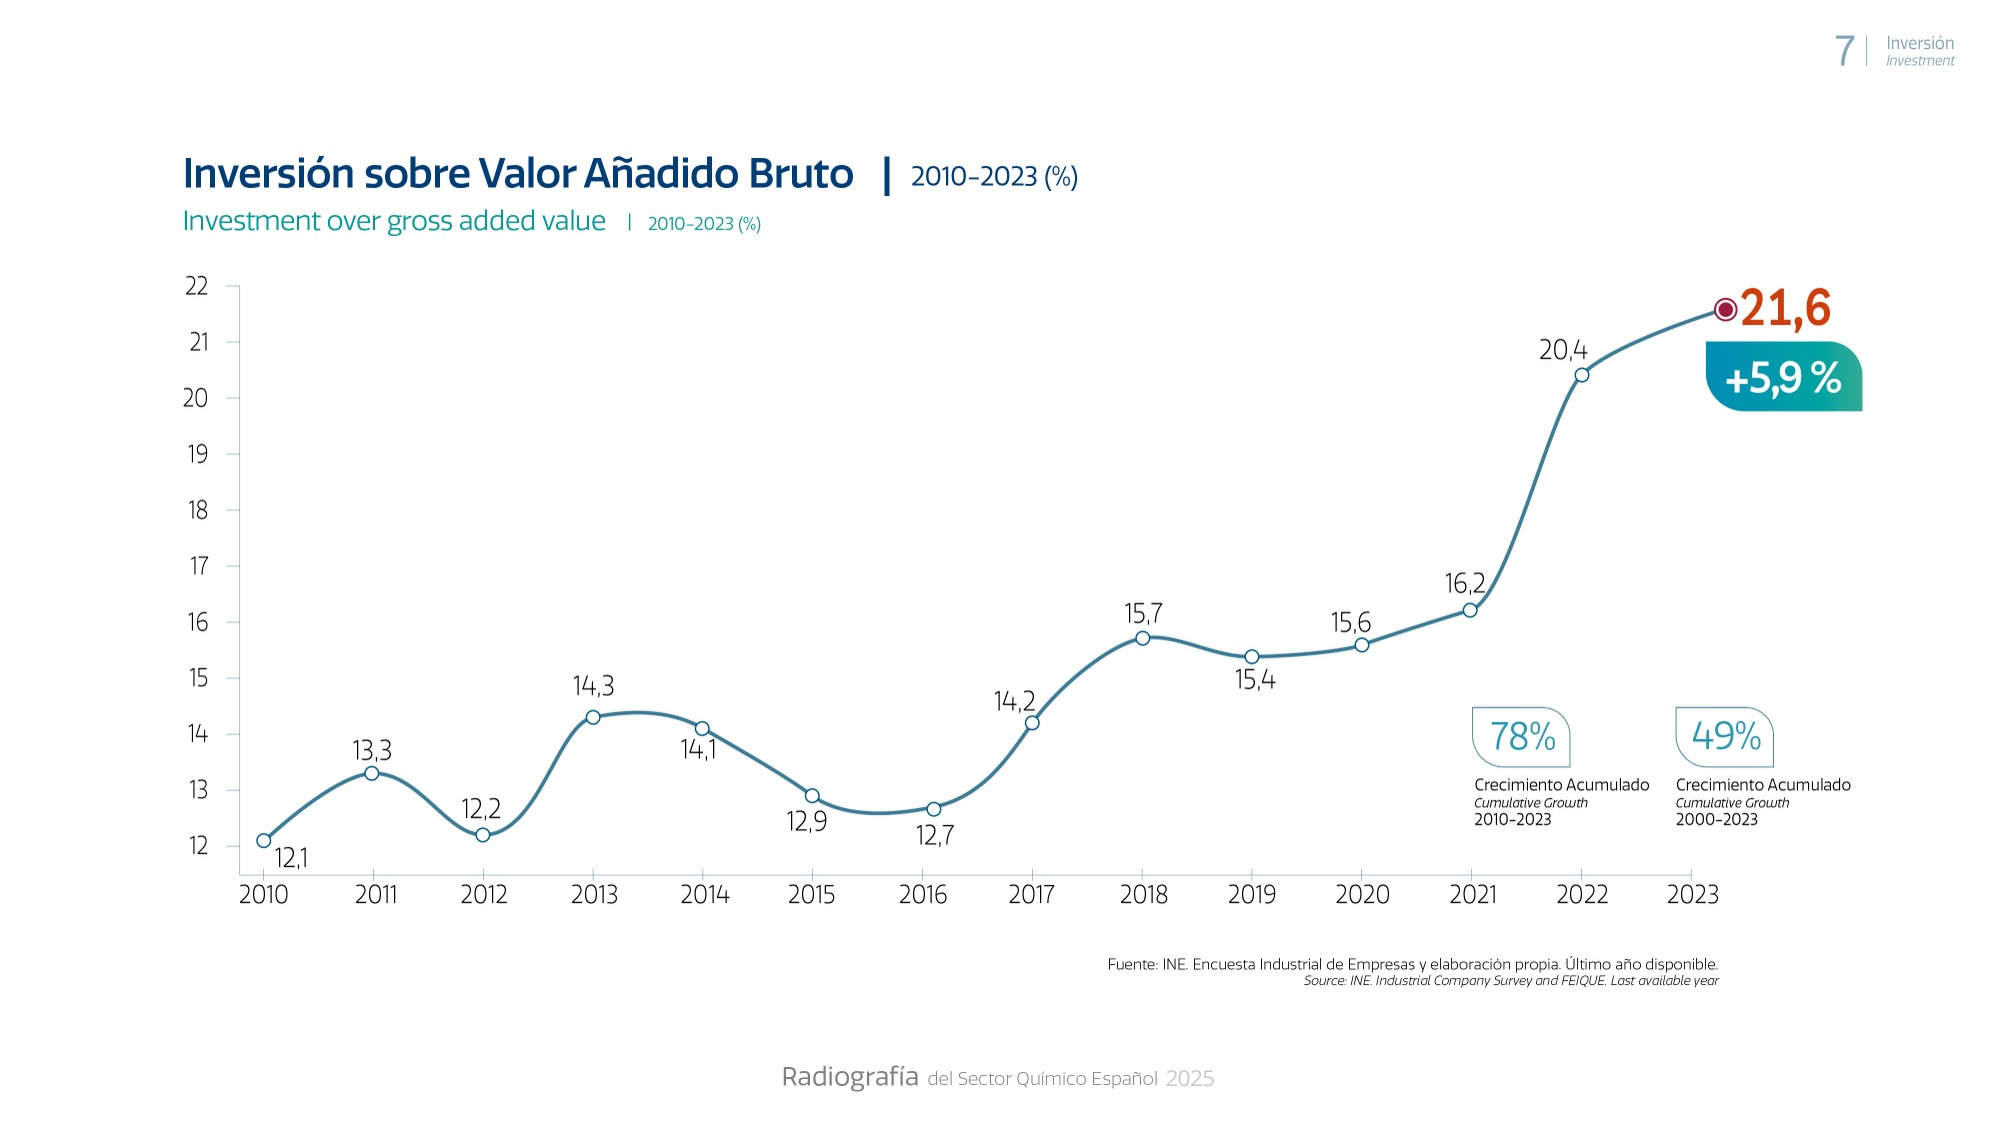 7 | Inversión
Investment
Inversión sobre Valor Añadido Bruto | 2010-2023 (%)
Investment over gross added value | 2010-2023 (%)
22
21
20
19
18
17
16
15
14
13
12
12,1
13,3
12,2
14,3
14,1
12,9
12,7
14,2
15,7
15,4
15,6
16,2
20,4
21,6
+5,9 %
78%
Crecimiento Acumulado
Cumulative Growth
2010-2023
49%
Crecimiento Acumulado
Cumulative Growth
2000-2023
2010 2011 2012 2013 2014 2015 2016 2017 2018 2019 2020 2021 2022 2023
Fuente: INE. Encuesta Industrial de Empresas y elaboración propia. Último año disponible.
Source: INE. Industrial Company Survey and FEIQUE. Last available year
Radiografía del Sector Químico Español 2025